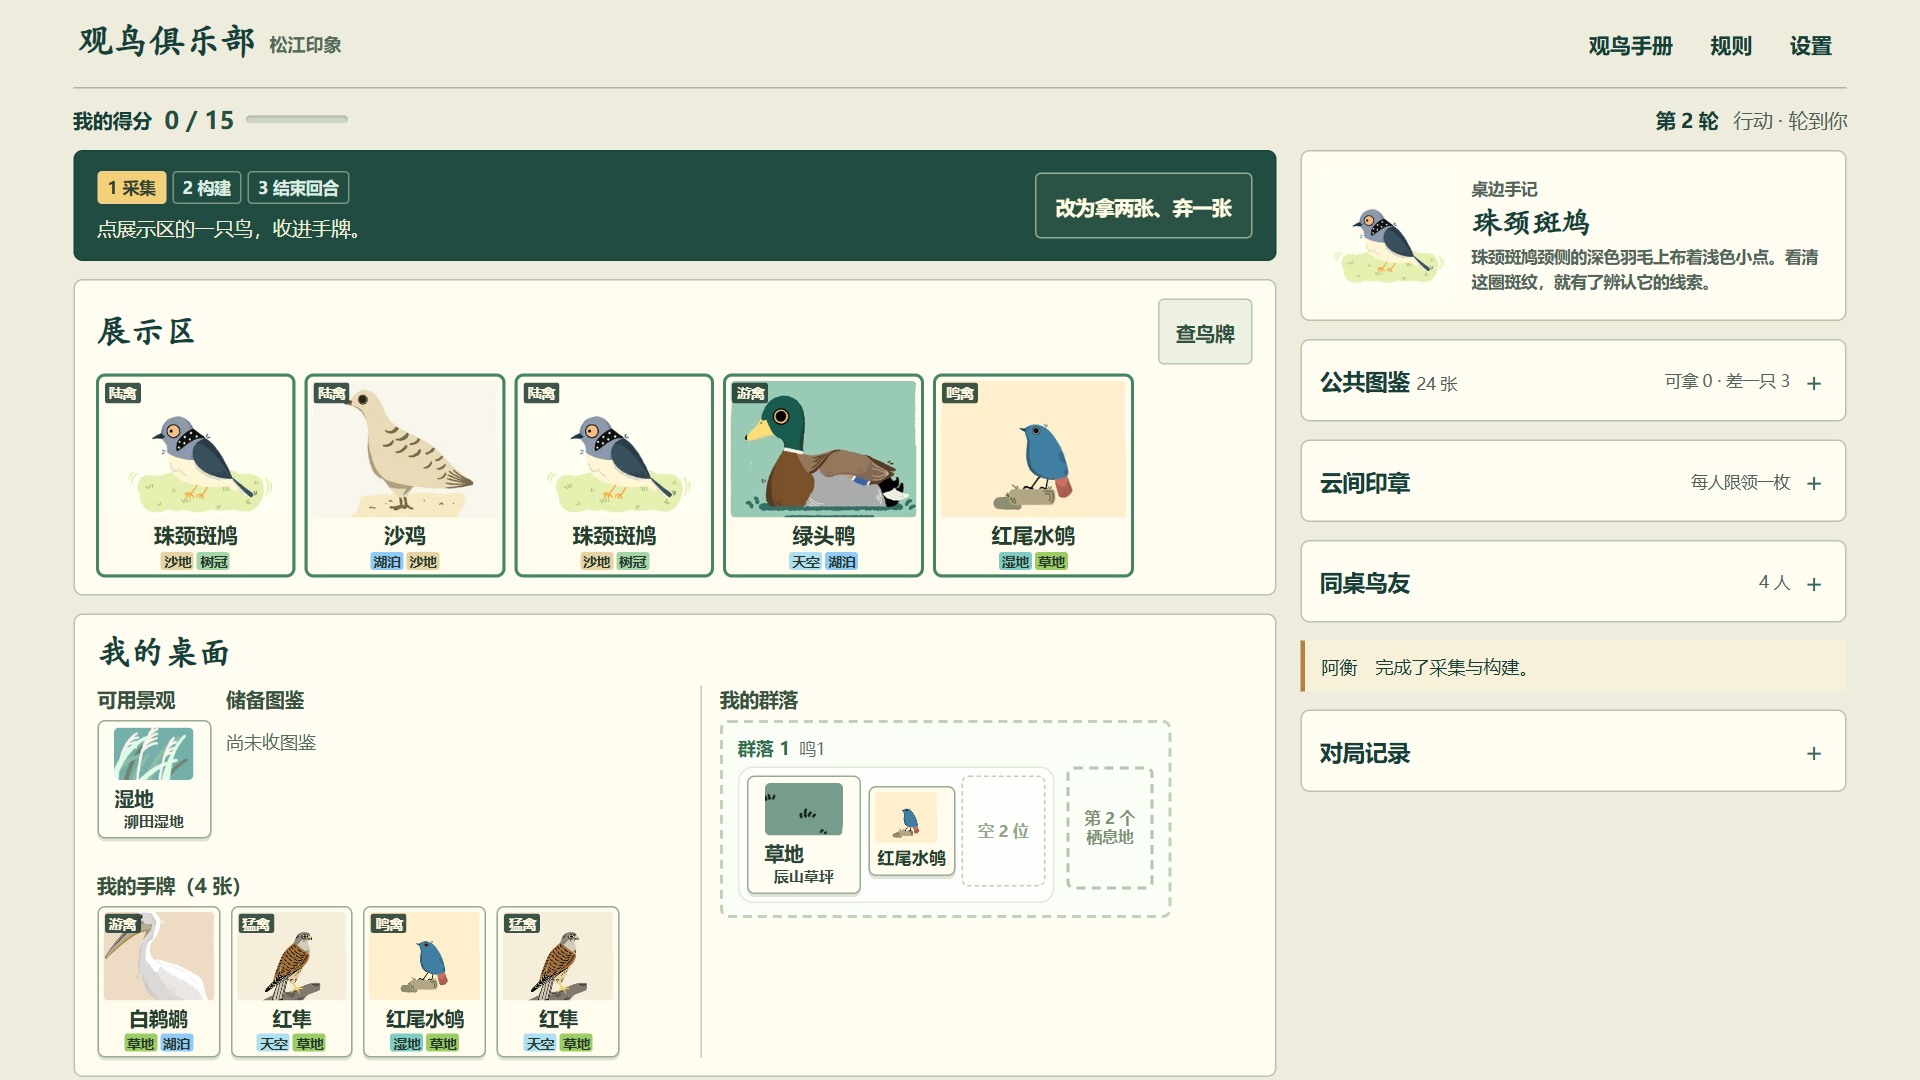 观鸟俱乐部 松江印象
观鸟手册 规则 设置
我的得分 0 / 15
第 2 轮 行动 · 轮到你
1 采集 2 构建 3 结束回合
点展示区的一只鸟，收进手牌。
改为拿两张、弃一张
展示区
查鸟牌
陆禽
珠颈斑鸠
沙地 树冠
陆禽
沙鸡
湖泊 沙地
陆禽
珠颈斑鸠
沙地 树冠
游禽
绿头鸭
天空 湖泊
鸣禽
红尾水鸲
湿地 草地
我的桌面
可用景观
湿地
泖田湿地
储备图鉴
尚未收图鉴
我的手牌（4 张）
游禽
白鹈鹕
草地 湖泊
猛禽
红隼
天空 草地
鸣禽
红尾水鸲
湿地 草地
猛禽
红隼
天空 草地
我的群落
群落 1 鸣1
草地
辰山草坪
红尾水鸲
空 2 位
第 2 个
栖息地
桌边手记
珠颈斑鸠
珠颈斑鸠颈侧的深色羽毛上布着浅色小点。看清
这圈斑纹，就有了辨认它的线索。
公共图鉴 24 张
可拿 0 · 差一只 3 +
云间印章
每人限领一枚 +
同桌鸟友
4 人 +
阿衡 完成了采集与构建。
对局记录 +